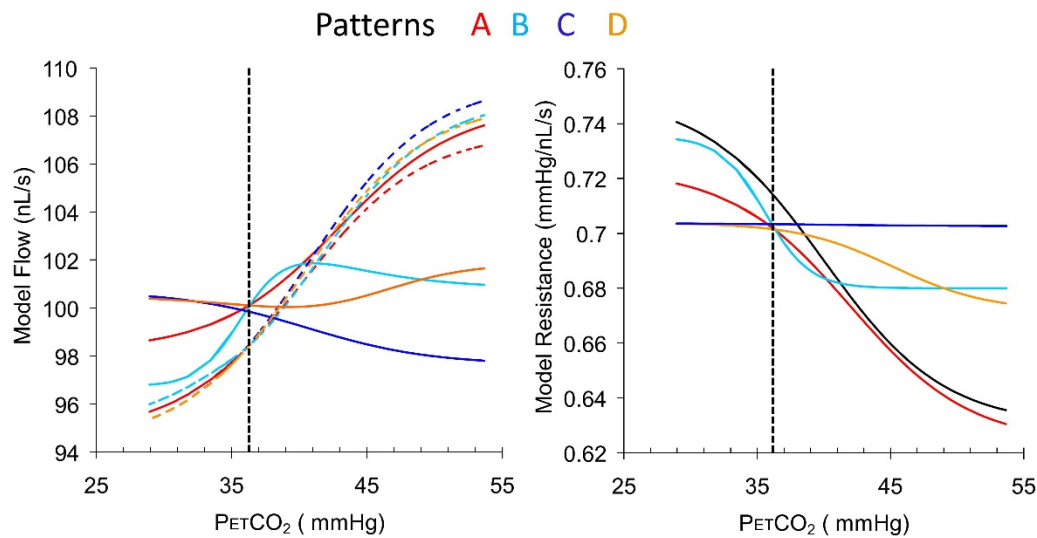 Patterns A B C D
110
108
106
104
102
100
98
96
94
Model Flow (nL/s)
25 35 45 55
PETCO2 ( mmHg)
0.76
0.74
0.72
0.7
0.68
0.66
0.64
0.62
Model Resistance (mmHg/nL/s)
25 35 45 55
PETCO2 ( mmHg)